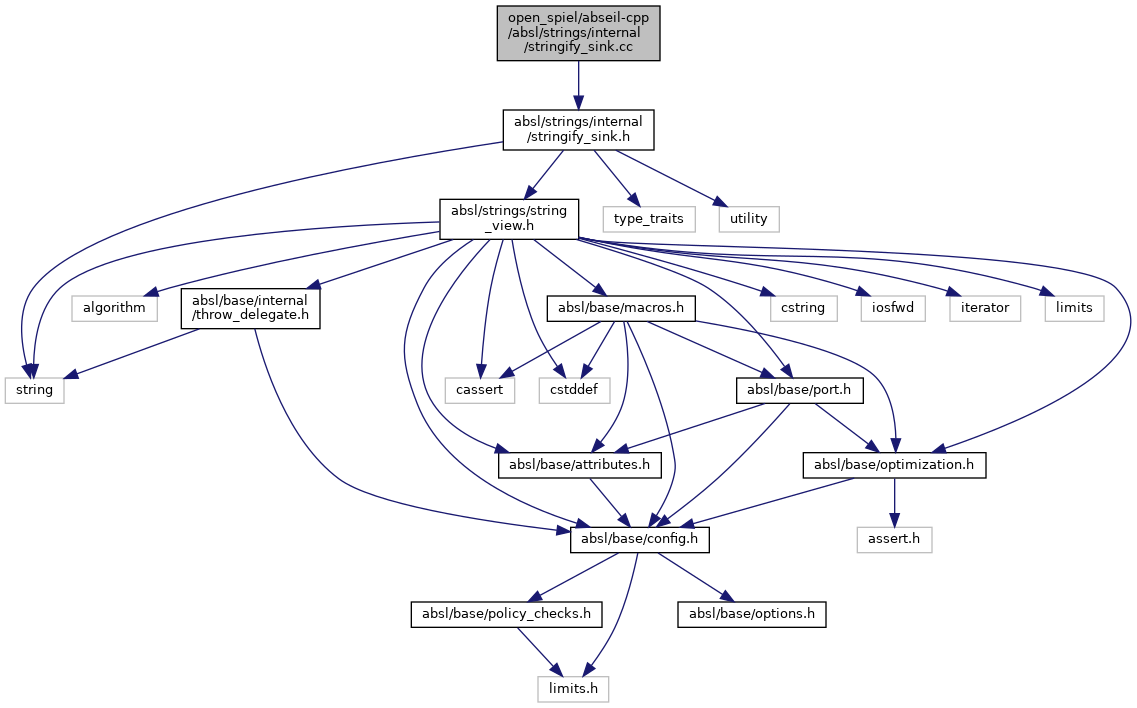 open_spiel/abseil-cpp
/absl/strings/internal
/stringify_sink.cc
absl/strings/internal
/stringify_sink.h
absl/strings/string
_view.h
type_traits
utility
algorithm
absl/base/internal
/throw_delegate.h
absl/base/macros.h
cstring
iosfwd
iterator
limits
string
cassert
cstddef
absl/base/port.h
absl/base/attributes.h
absl/base/optimization.h
absl/base/config.h
assert.h
absl/base/policy_checks.h
absl/base/options.h
limits.h